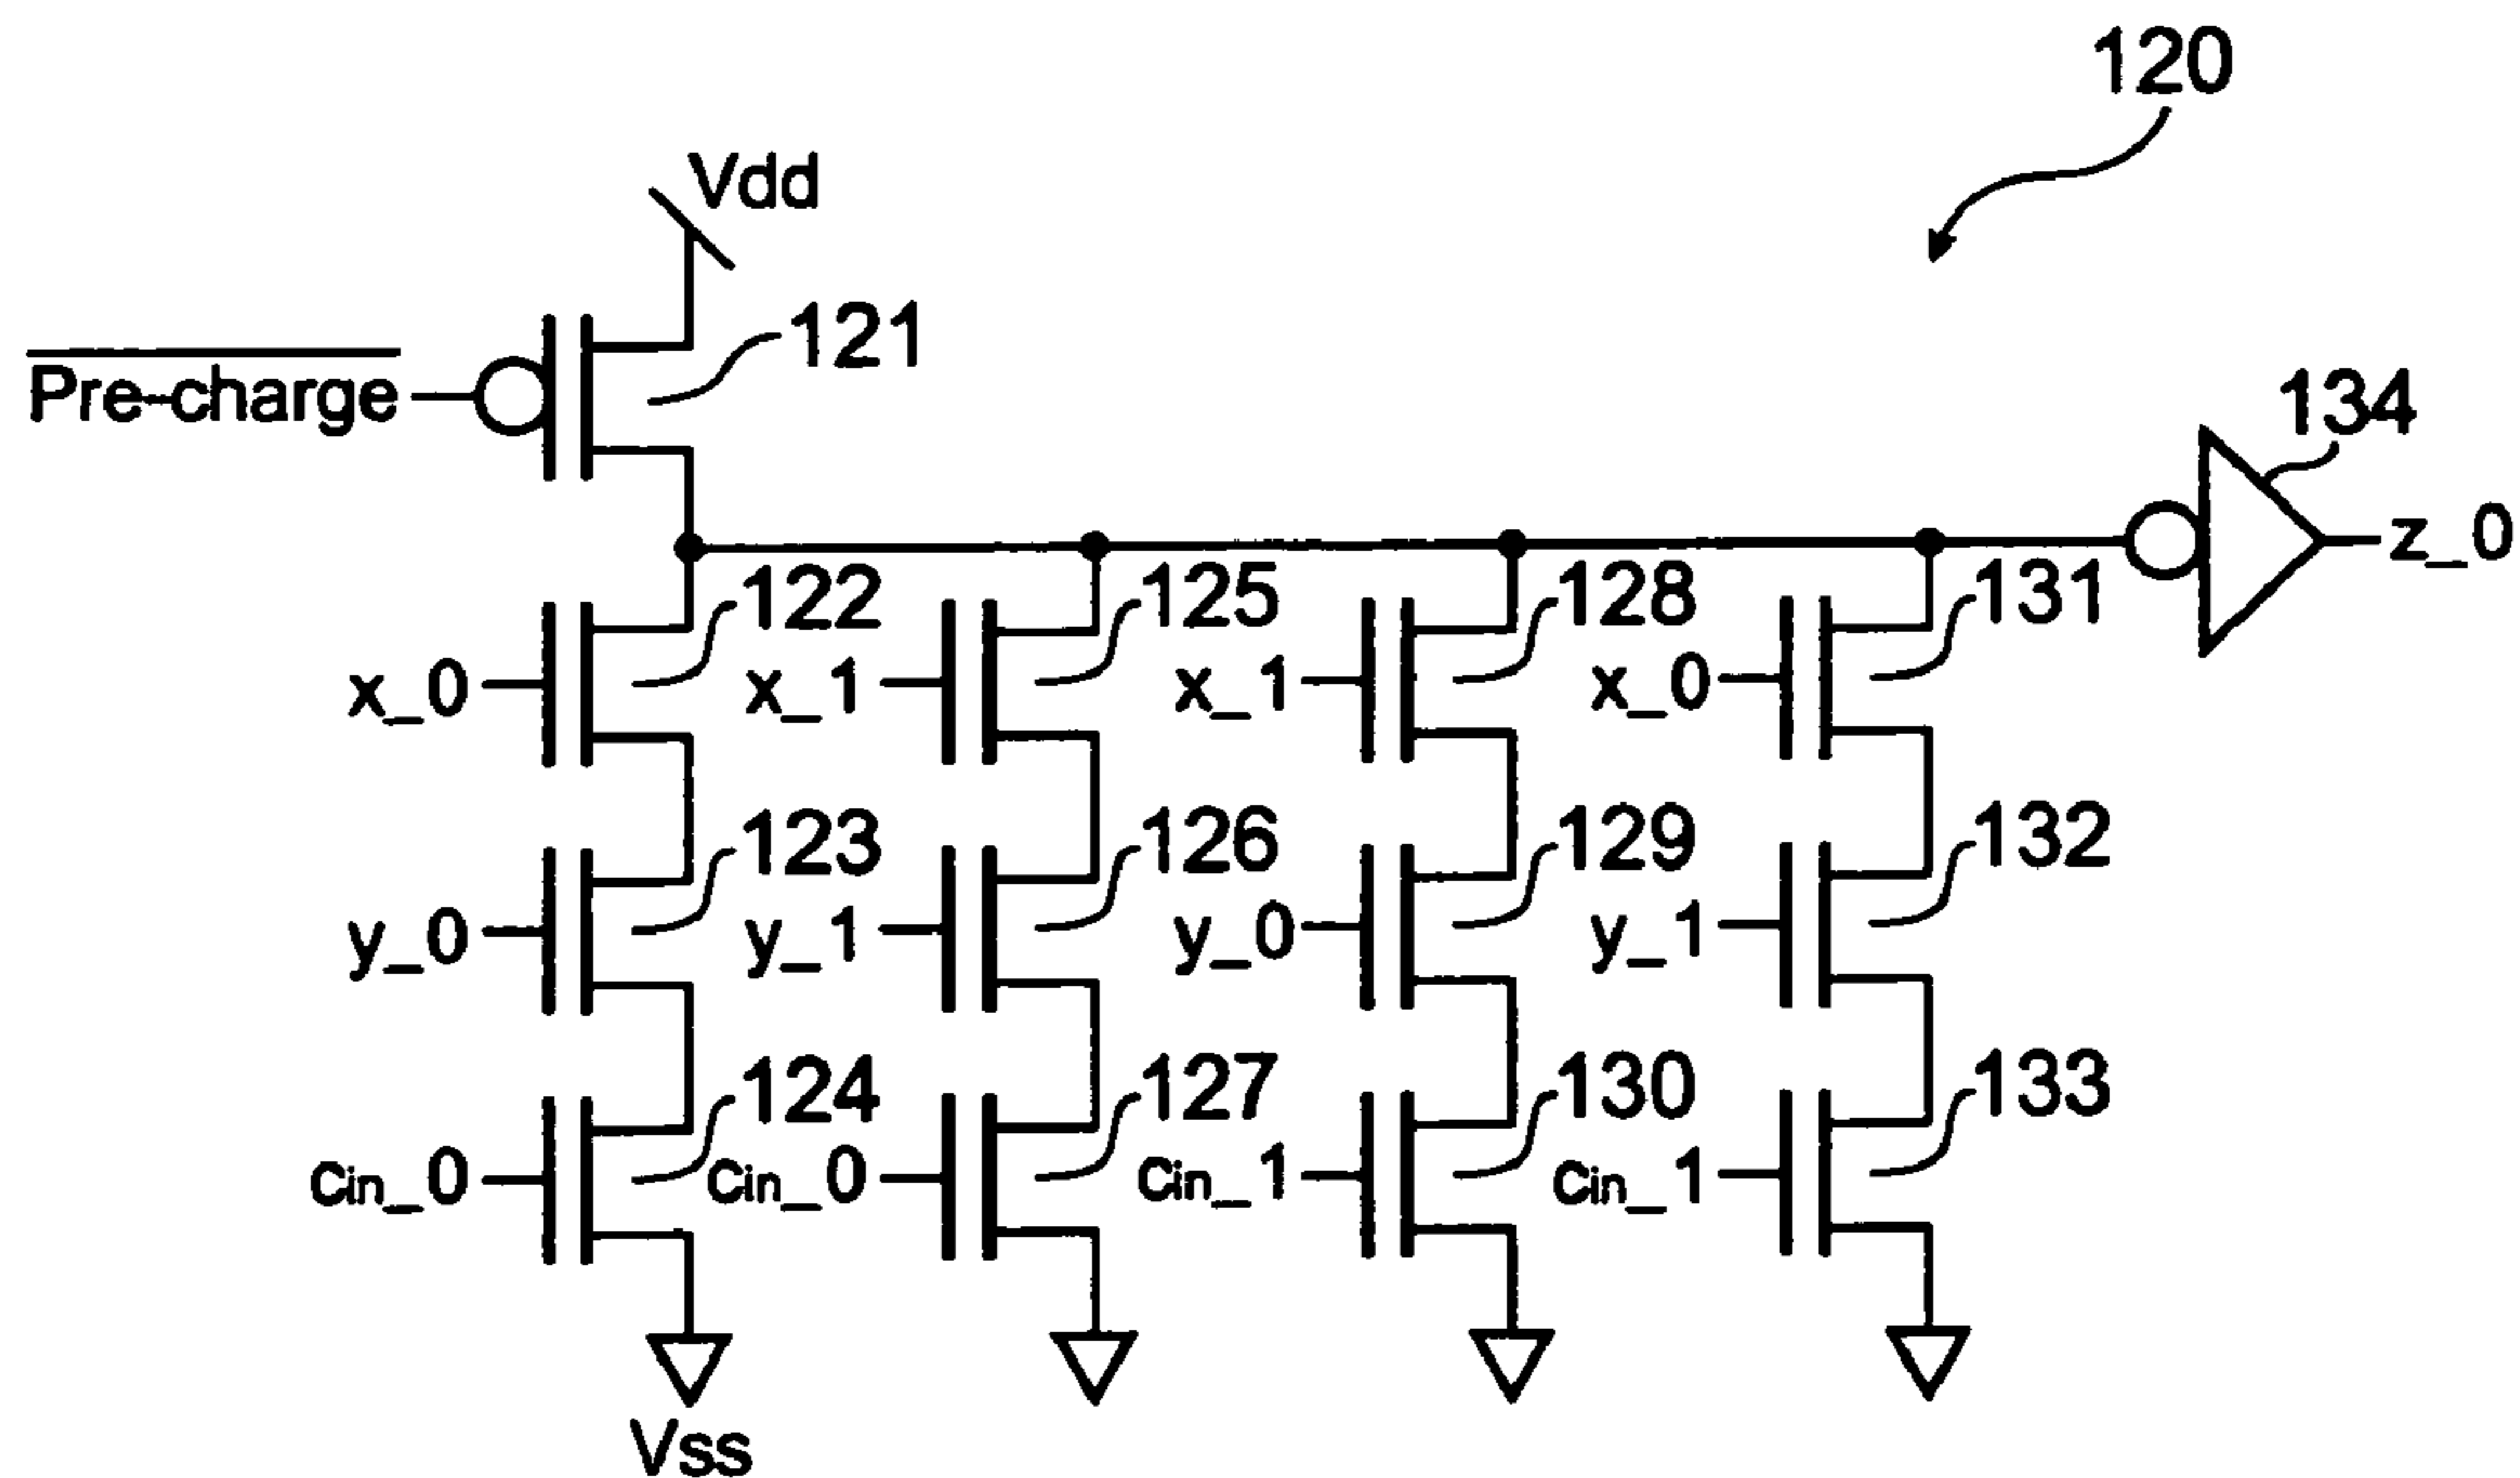 120
Vdd
121
Pre-charge
134
z_0
122 125 128 131
x_0 x_1 x_1 x_0
123 126 129 132
y_0 y_1 y_0 y_1
124 127 130 133
Cin_0 Cin_0 Cin_1 Cin_1
Vss